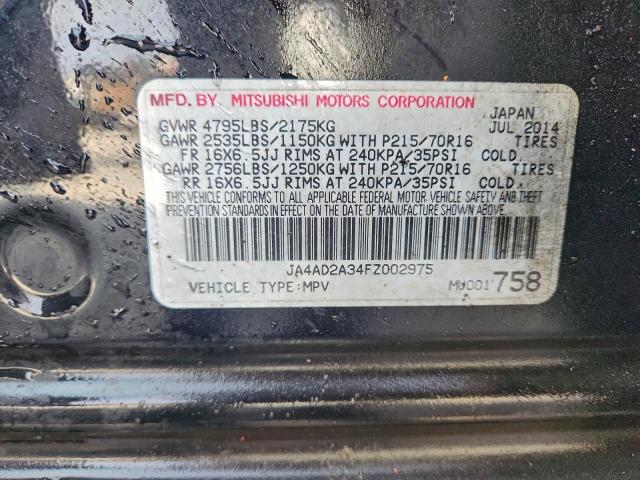 MFD. BY. MITSUBISHI MOTORS CORPORATION
JAPAN
GVWR 4795LBS/2175KG JUL 2014
GAWR 2535LBS/1150KG WITH P215/70R16 TIRES
FR 16X6.5JJ RIMS AT 240KPA/35PSI COLD.
GAWR 2756LBS/1250KG WITH P215/70R16 TIRES
RR 16X6.5JJ RIMS AT 240KPA/35PSI COLD.
THIS VEHICLE CONFORMS TO ALL APPLICABLE FEDERAL MOTOR VEHICLE SAFETY AND THEFT
PREVENTION STANDARDS IN EFFECT ON THE DATE OF MANUFACTURE SHOWN ABOVE.
JA4AD2A34FZ002975
VEHICLE TYPE:MPV MU001758